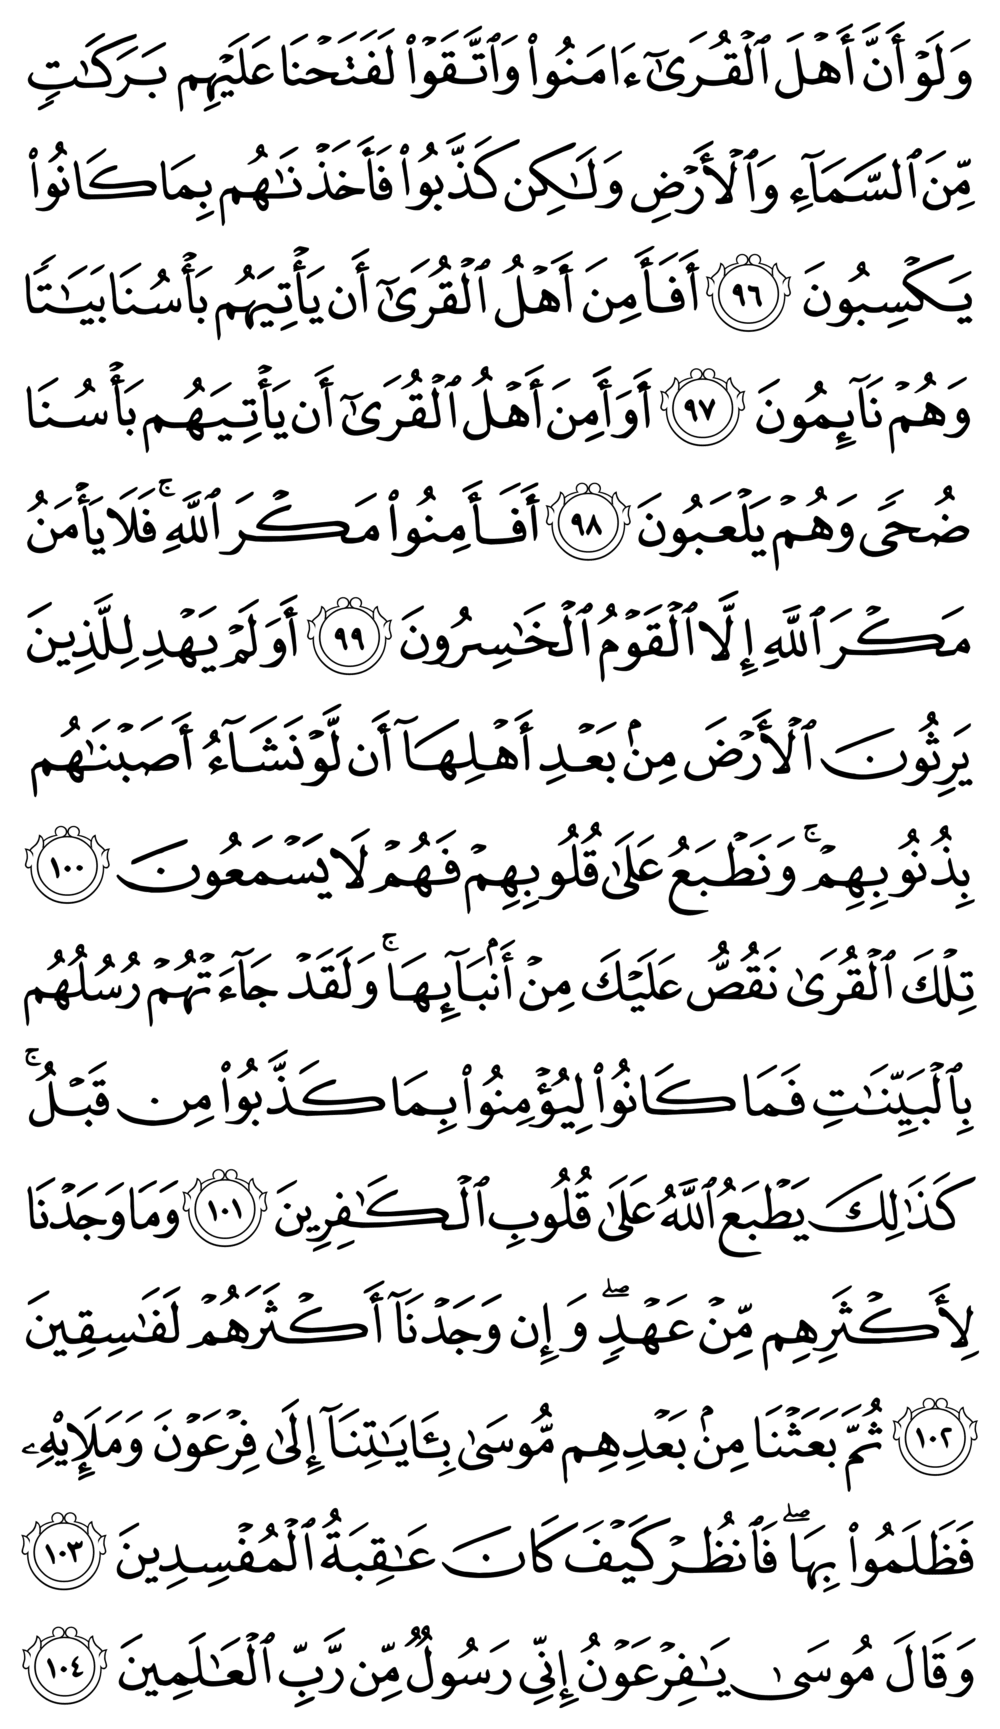 وَلَوۡ أَنَّ أَهۡلَ ٱلۡقُرَىٰٓ ءَامَنُواْ وَٱتَّقَوۡاْ لَفَتَحۡنَا عَلَيۡهِم بَرَكَٰتٖ
مِّنَ ٱلسَّمَآءِ وَٱلۡأَرۡضِ وَلَٰكِن كَذَّبُواْ فَأَخَذۡنَٰهُم بِمَا كَانُواْ
يَكۡسِبُونَ ٩٦ أَفَأَمِنَ أَهۡلُ ٱلۡقُرَىٰٓ أَن يَأۡتِيَهُم بَأۡسُنَا بَيَٰتٗا
وَهُمۡ نَآئِمُونَ ٩٧ أَوَأَمِنَ أَهۡلُ ٱلۡقُرَىٰٓ أَن يَأۡتِيَهُم بَأۡسُنَا
ضُحٗى وَهُمۡ يَلۡعَبُونَ ٩٨ أَفَأَمِنُواْ مَكۡرَ ٱللَّهِۚ فَلَا يَأۡمَنُ
مَكۡرَ ٱللَّهِ إِلَّا ٱلۡقَوۡمُ ٱلۡخَٰسِرُونَ ٩٩ أَوَلَمۡ يَهۡدِ لِلَّذِينَ
يَرِثُونَ ٱلۡأَرۡضَ مِنۢ بَعۡدِ أَهۡلِهَآ أَن لَّوۡ نَشَآءُ أَصَبۡنَٰهُم
بِذُنُوبِهِمۡۚ وَنَطۡبَعُ عَلَىٰ قُلُوبِهِمۡ فَهُمۡ لَا يَسۡمَعُونَ ١٠٠
تِلۡكَ ٱلۡقُرَىٰ نَقُصُّ عَلَيۡكَ مِنۡ أَنۢبَآئِهَاۚ وَلَقَدۡ جَآءَتۡهُمۡ رُسُلُهُم
بِٱلۡبَيِّنَٰتِ فَمَا كَانُواْ لِيُؤۡمِنُواْ بِمَا كَذَّبُواْ مِن قَبۡلُۚ
كَذَٰلِكَ يَطۡبَعُ ٱللَّهُ عَلَىٰ قُلُوبِ ٱلۡكَٰفِرِينَ ١٠١ وَمَا وَجَدۡنَا
لِأَكۡثَرِهِم مِّنۡ عَهۡدٖۖ وَإِن وَجَدۡنَآ أَكۡثَرَهُمۡ لَفَٰسِقِينَ
١٠٢ ثُمَّ بَعَثۡنَا مِنۢ بَعۡدِهِم مُّوسَىٰ بِـَٔايَٰتِنَآ إِلَىٰ فِرۡعَوۡنَ وَمَلَإِيْهِۦ
فَظَلَمُواْ بِهَاۖ فَٱنظُرۡ كَيۡفَ كَانَ عَٰقِبَةُ ٱلۡمُفۡسِدِينَ ١٠٣
وَقَالَ مُوسَىٰ يَٰفِرۡعَوۡنُ إِنِّي رَسُولٞ مِّن رَّبِّ ٱلۡعَٰلَمِينَ ١٠٤